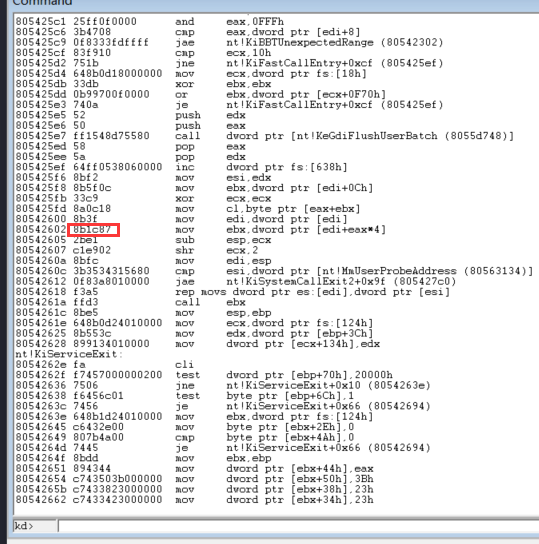 Command
805425c1 25ff0f0000 and eax,0FFFh
805425c6 3b4708 cmp eax,dword ptr [edi+8]
805425c9 0f8333fdffff jae nt!KiBBTUnexpectedRange (80542302)
805425cf 83f910 cmp ecx,10h
805425d2 751b jne nt!KiFastCallEntry+0xcf (805425ef)
805425d4 648b0d18000000 mov ecx,dword ptr fs:[18h]
805425db 33db xor ebx,ebx
805425dd 0b99700f0000 or ebx,dword ptr [ecx+0F70h]
805425e3 740a je nt!KiFastCallEntry+0xcf (805425ef)
805425e5 52 push edx
805425e6 50 push eax
805425e7 ff1548d75580 call dword ptr [nt!KeGdiFlushUserBatch (8055d748)]
805425ed 58 pop eax
805425ee 5a pop edx
805425ef 64ff0538060000 inc dword ptr fs:[638h]
805425f6 8bf2 mov esi,edx
805425f8 8b5f0c mov ebx,dword ptr [edi+0Ch]
805425fb 33c9 xor ecx,ecx
805425fd 8a0c18 mov cl,byte ptr [eax+ebx]
80542600 8b3f mov edi,dword ptr [edi]
80542602 8b1c87 mov ebx,dword ptr [edi+eax*4]
80542605 2be1 sub esp,ecx
80542607 c1e902 shr ecx,2
8054260a 8bfc mov edi,esp
8054260c 3b3534315680 cmp esi,dword ptr [nt!MmUserProbeAddress (80563134)]
80542612 0f83a8010000 jae nt!KiSystemCallExit2+0x9f (805427c0)
80542618 f3a5 rep movs dword ptr es:[edi],dword ptr [esi]
8054261a ffd3 call ebx
8054261c 8be5 mov esp,ebp
8054261e 648b0d24010000 mov ecx,dword ptr fs:[124h]
80542625 8b553c mov edx,dword ptr [ebp+3Ch]
80542628 899134010000 mov dword ptr [ecx+134h],edx
nt!KiServiceExit:
8054262e fa cli
8054262f f7457000000200 test dword ptr [ebp+70h],20000h
80542636 7506 jne nt!KiServiceExit+0x10 (8054263e)
80542638 f6456c01 test byte ptr [ebp+6Ch],1
8054263c 7456 je nt!KiServiceExit+0x66 (80542694)
8054263e 648b1d24010000 mov ebx,dword ptr fs:[124h]
80542645 c6432e00 mov byte ptr [ebx+2Eh],0
80542649 807b4a00 cmp byte ptr [ebx+4Ah],0
8054264d 7445 je nt!KiServiceExit+0x66 (80542694)
8054264f 8bdd mov ebx,ebp
80542651 894344 mov dword ptr [ebx+44h],eax
80542654 c743503b000000 mov dword ptr [ebx+50h],3Bh
8054265b c7433823000000 mov dword ptr [ebx+38h],23h
80542662 c7433423000000 mov dword ptr [ebx+34h],23h
kd>